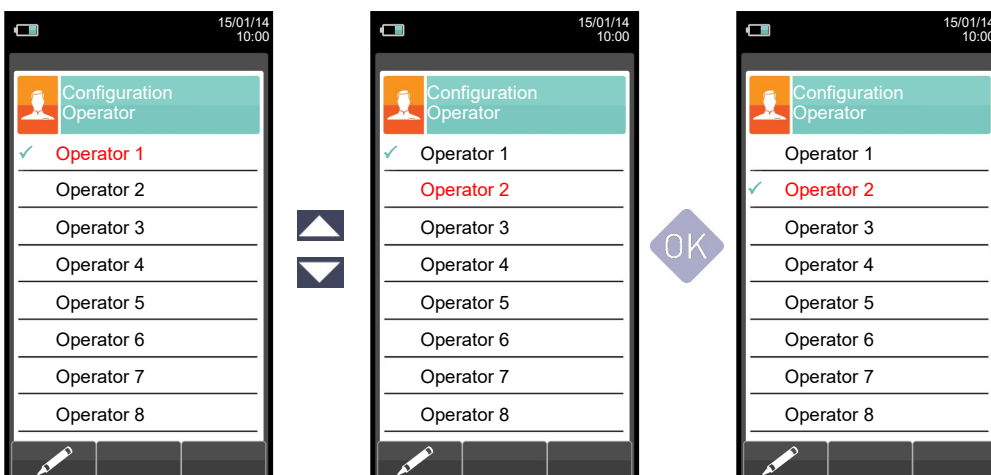 15/01/14
10:00
Configuration
Operator
Operator 1
Operator 2
Operator 3
Operator 4
Operator 5
Operator 6
Operator 7
Operator 8
15/01/14
10:00
Configuration
Operator
Operator 1
Operator 2
Operator 3
Operator 4
Operator 5
Operator 6
Operator 7
Operator 8
OK
15/01/14
10:00
Configuration
Operator
Operator 1
Operator 2
Operator 3
Operator 4
Operator 5
Operator 6
Operator 7
Operator 8